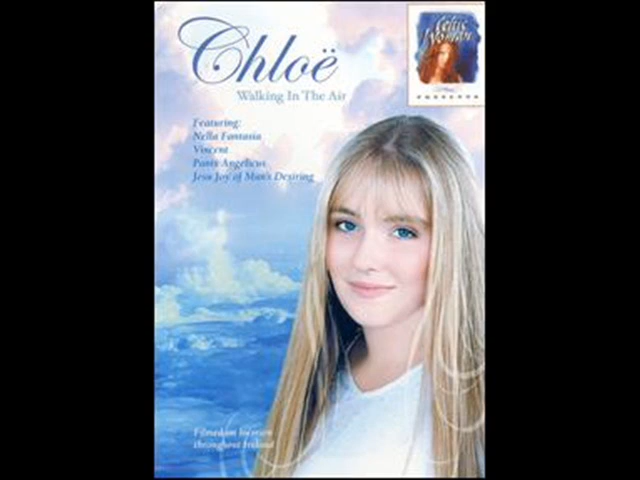 Chloë
Celtic
Woman
PRESENTS
Walking In The Air
Featuring:
Nella Fantasia
Vincent
Panis Angelicus
Jesu Joy of Man's Desiring
Filmed on location
throughout Ireland